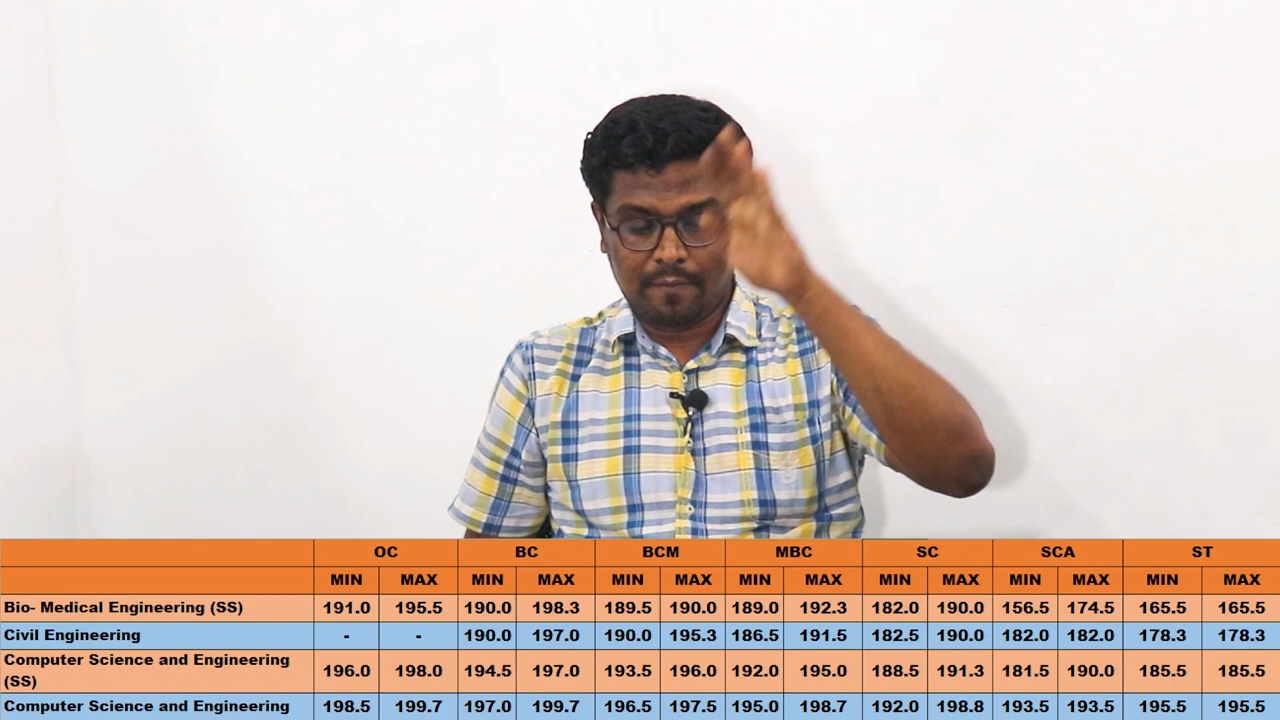 OC BC BCM MBC SC SCA ST
MIN MAX MIN MAX MIN MAX MIN MAX MIN MAX MIN MAX MIN MAX
Bio- Medical Engineering (SS) 191.0 195.5 190.0 198.3 189.5 190.0 189.0 192.3 182.0 190.0 156.5 174.5 165.5 165.5
Civil Engineering - - 190.0 197.0 190.0 195.3 186.5 191.5 182.5 190.0 182.0 182.0 178.3 178.3
Computer Science and Engineering
(SS) 196.0 198.0 194.5 197.0 193.5 196.0 192.0 195.0 188.5 191.3 181.5 190.0 185.5 185.5
Computer Science and Engineering 198.5 199.7 197.0 199.7 196.5 197.5 195.0 198.7 192.0 198.8 193.5 193.5 195.5 195.5